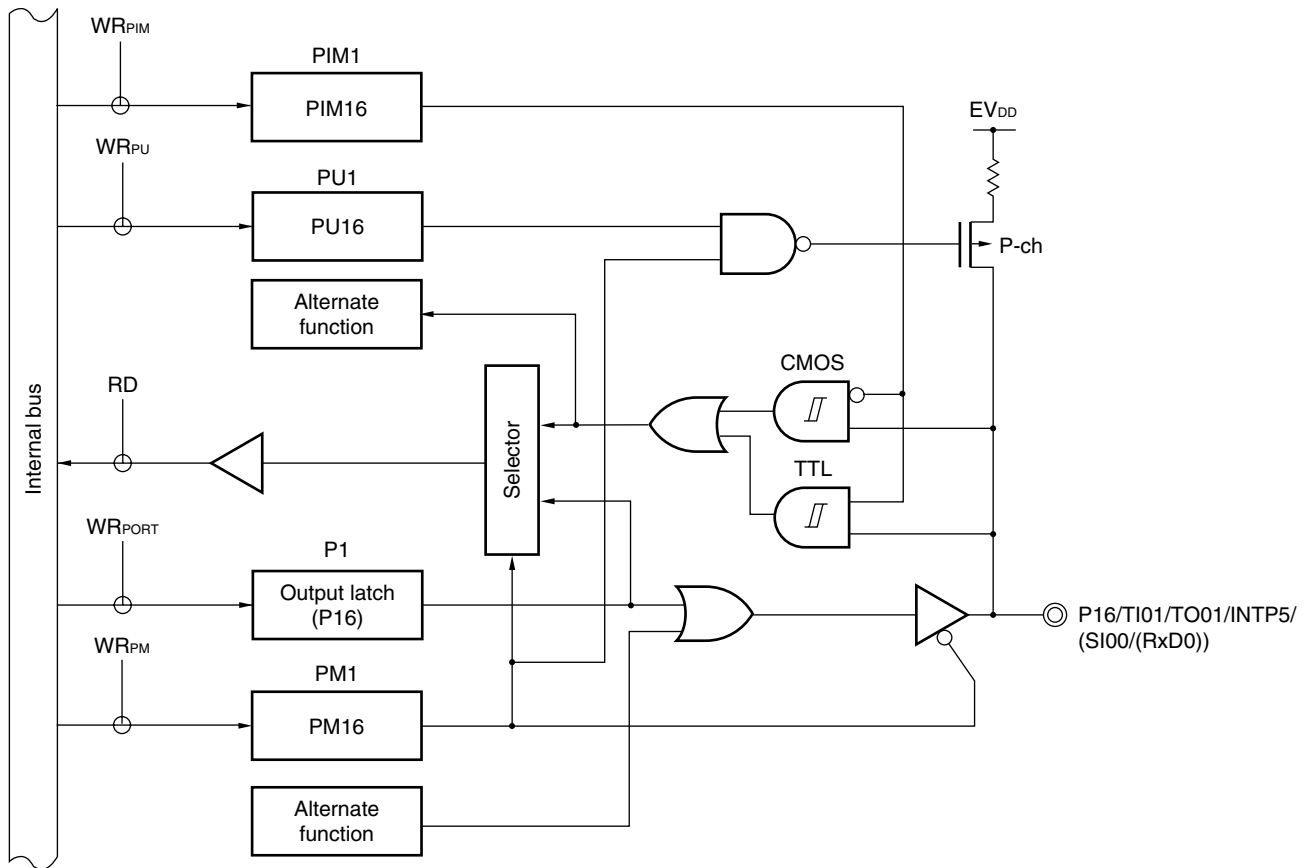 WRPIM
PIM1
PIM16
EVDD
WRPU
PU1
PU16
P-ch
Alternate
function
CMOS
RD
Internal bus
Selector
TTL
WRPORT
P1
Output latch
(P16)
P16/TI01/TO01/INTP5/
(SI00/(RxD0))
WRPM
PM1
PM16
Alternate
function